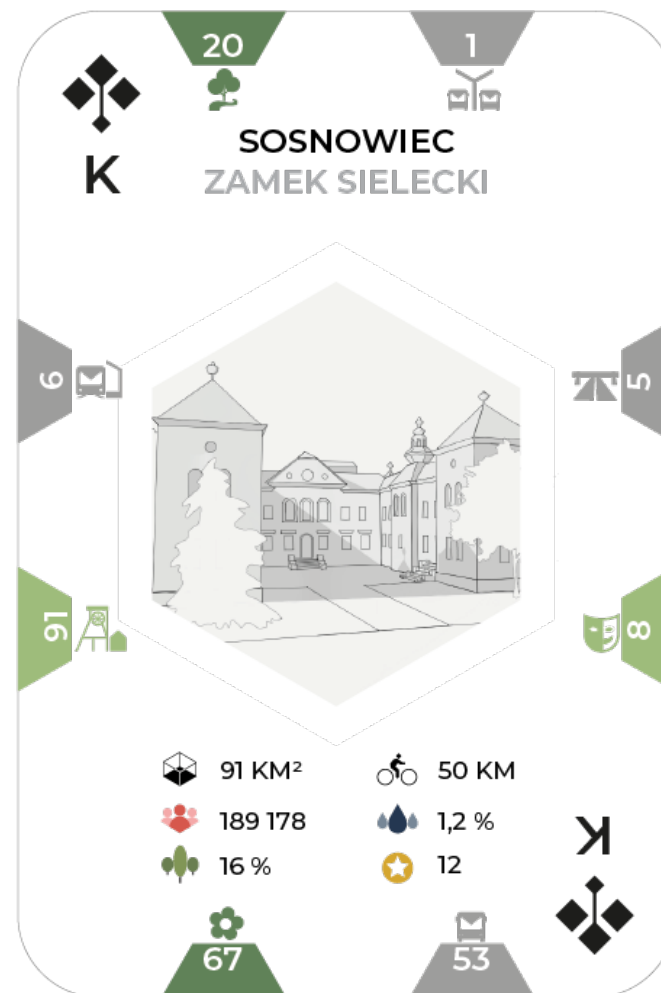 20 1
K
SOSNOWIEC
ZAMEK SIELECKI
6 5
91 8
91 KM² 50 KM
189 178 1,2 %
16 % 12
K
67 53